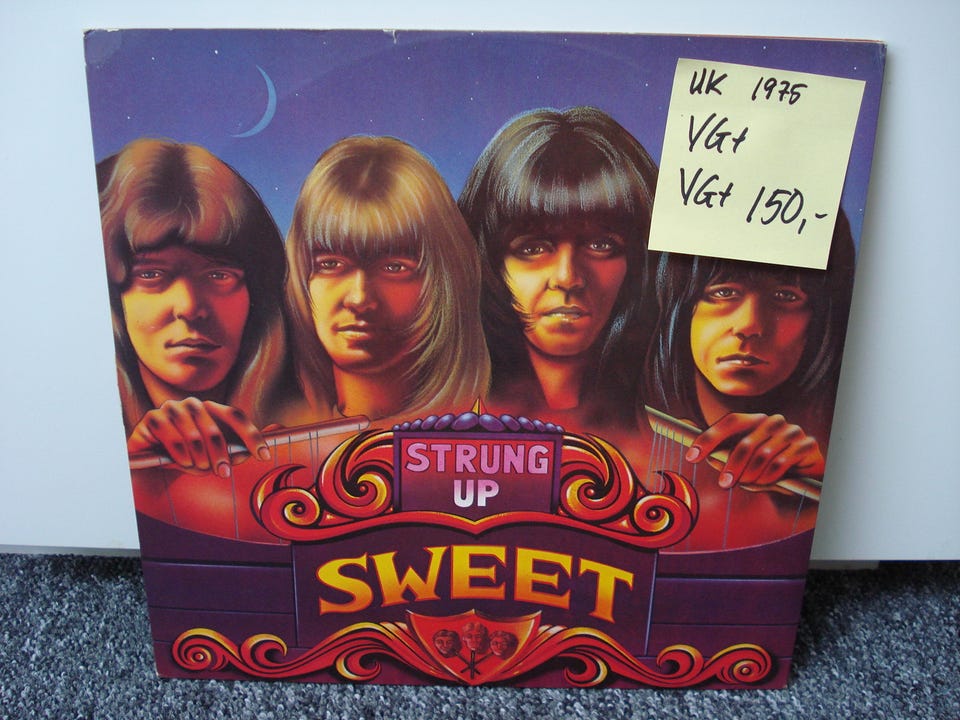 UK 1975
VG+
VG+ 150,-
STRUNG
UP
SWEET